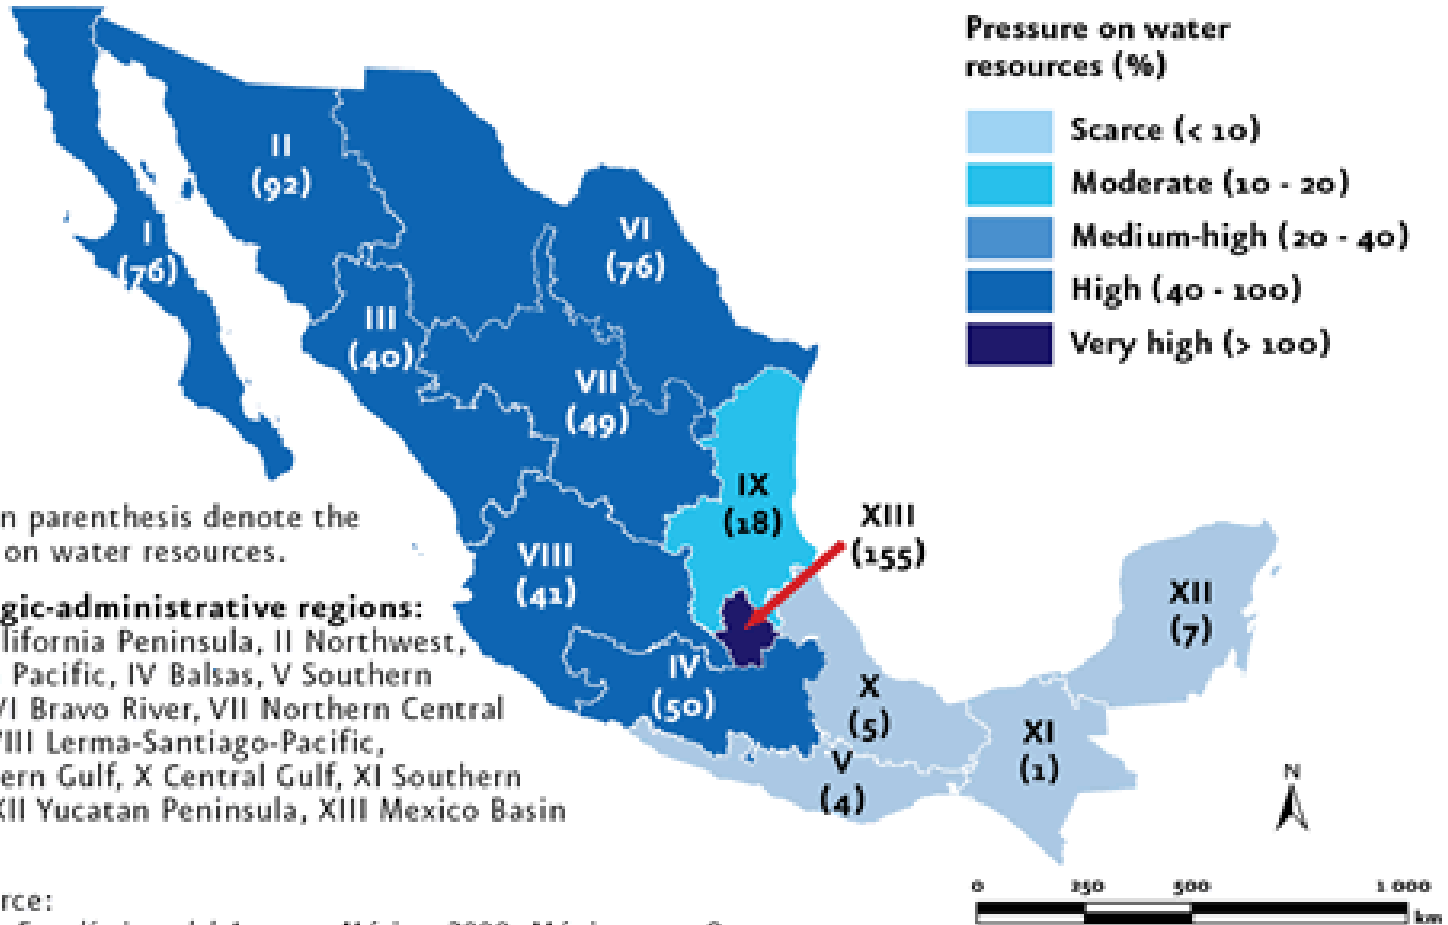 Pressure on water
resources (%)
Scarce (< 10)
Moderate (10 - 20)
Medium-high (20 - 40)
High (40 - 100)
Very high (> 100)
II
(92)
I
(76)
VI
(76)
III
(40)
VII
(49)
IX
(18)
XIII
(155)
VIII
(41)
XII
(7)
IV
(50)
X
(5)
XI
(1)
V
(4)
n parenthesis denote the
on water resources.
gic-administrative regions:
lifornia Peninsula, II Northwest,
Pacific, IV Balsas, V Southern
VI Bravo River, VII Northern Central
VIII Lerma-Santiago-Pacific,
ern Gulf, X Central Gulf, XI Southern
XII Yucatan Peninsula, XIII Mexico Basin
rce:
N
0 250 500 1 000
km